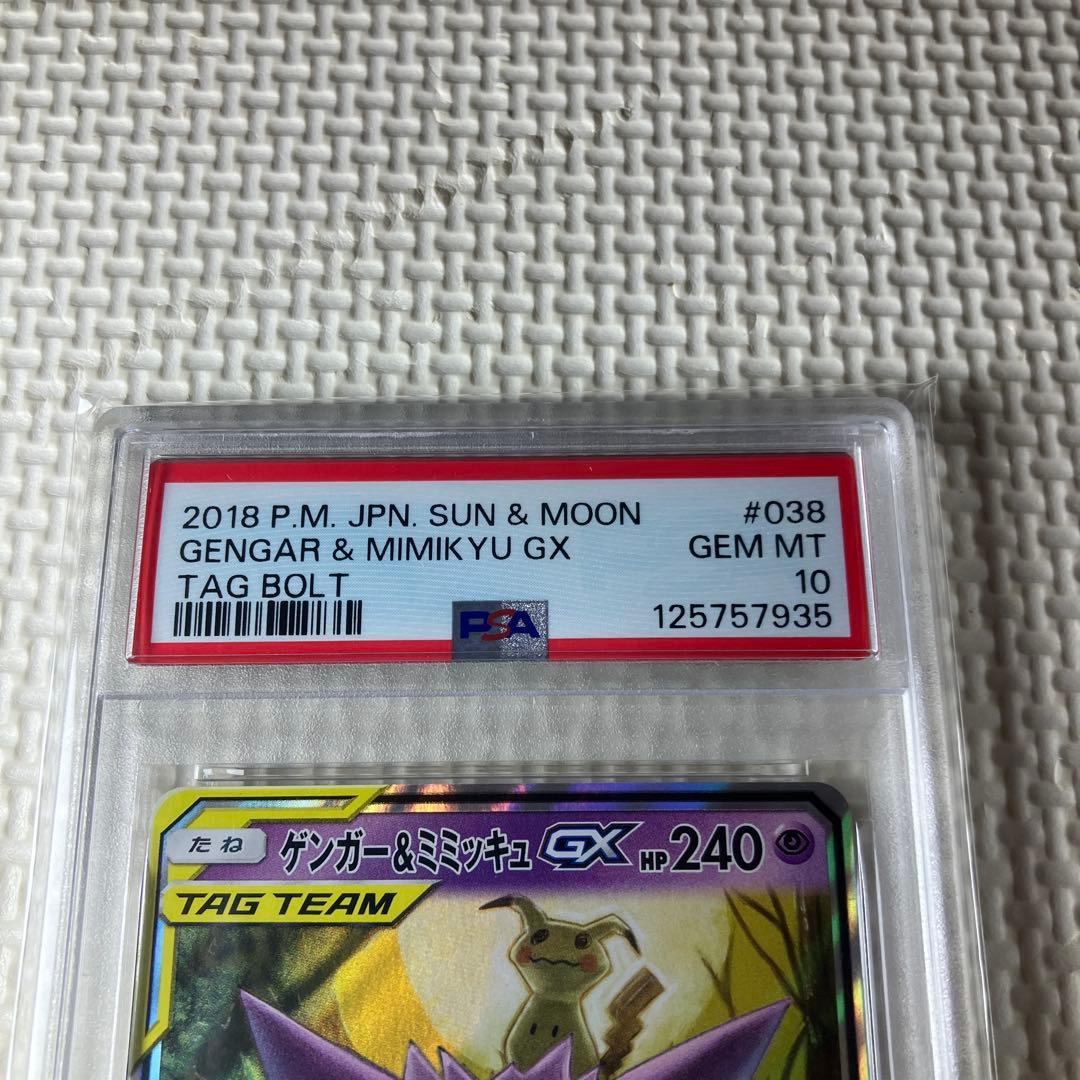 2018 P.M. JPN. SUN & MOON #038
GENGAR & MIMIKYU GX GEM MT
TAG BOLT 10
PSA 125757935
たね ゲンガー&ミミッキュ GX HP 240
TAG TEAM